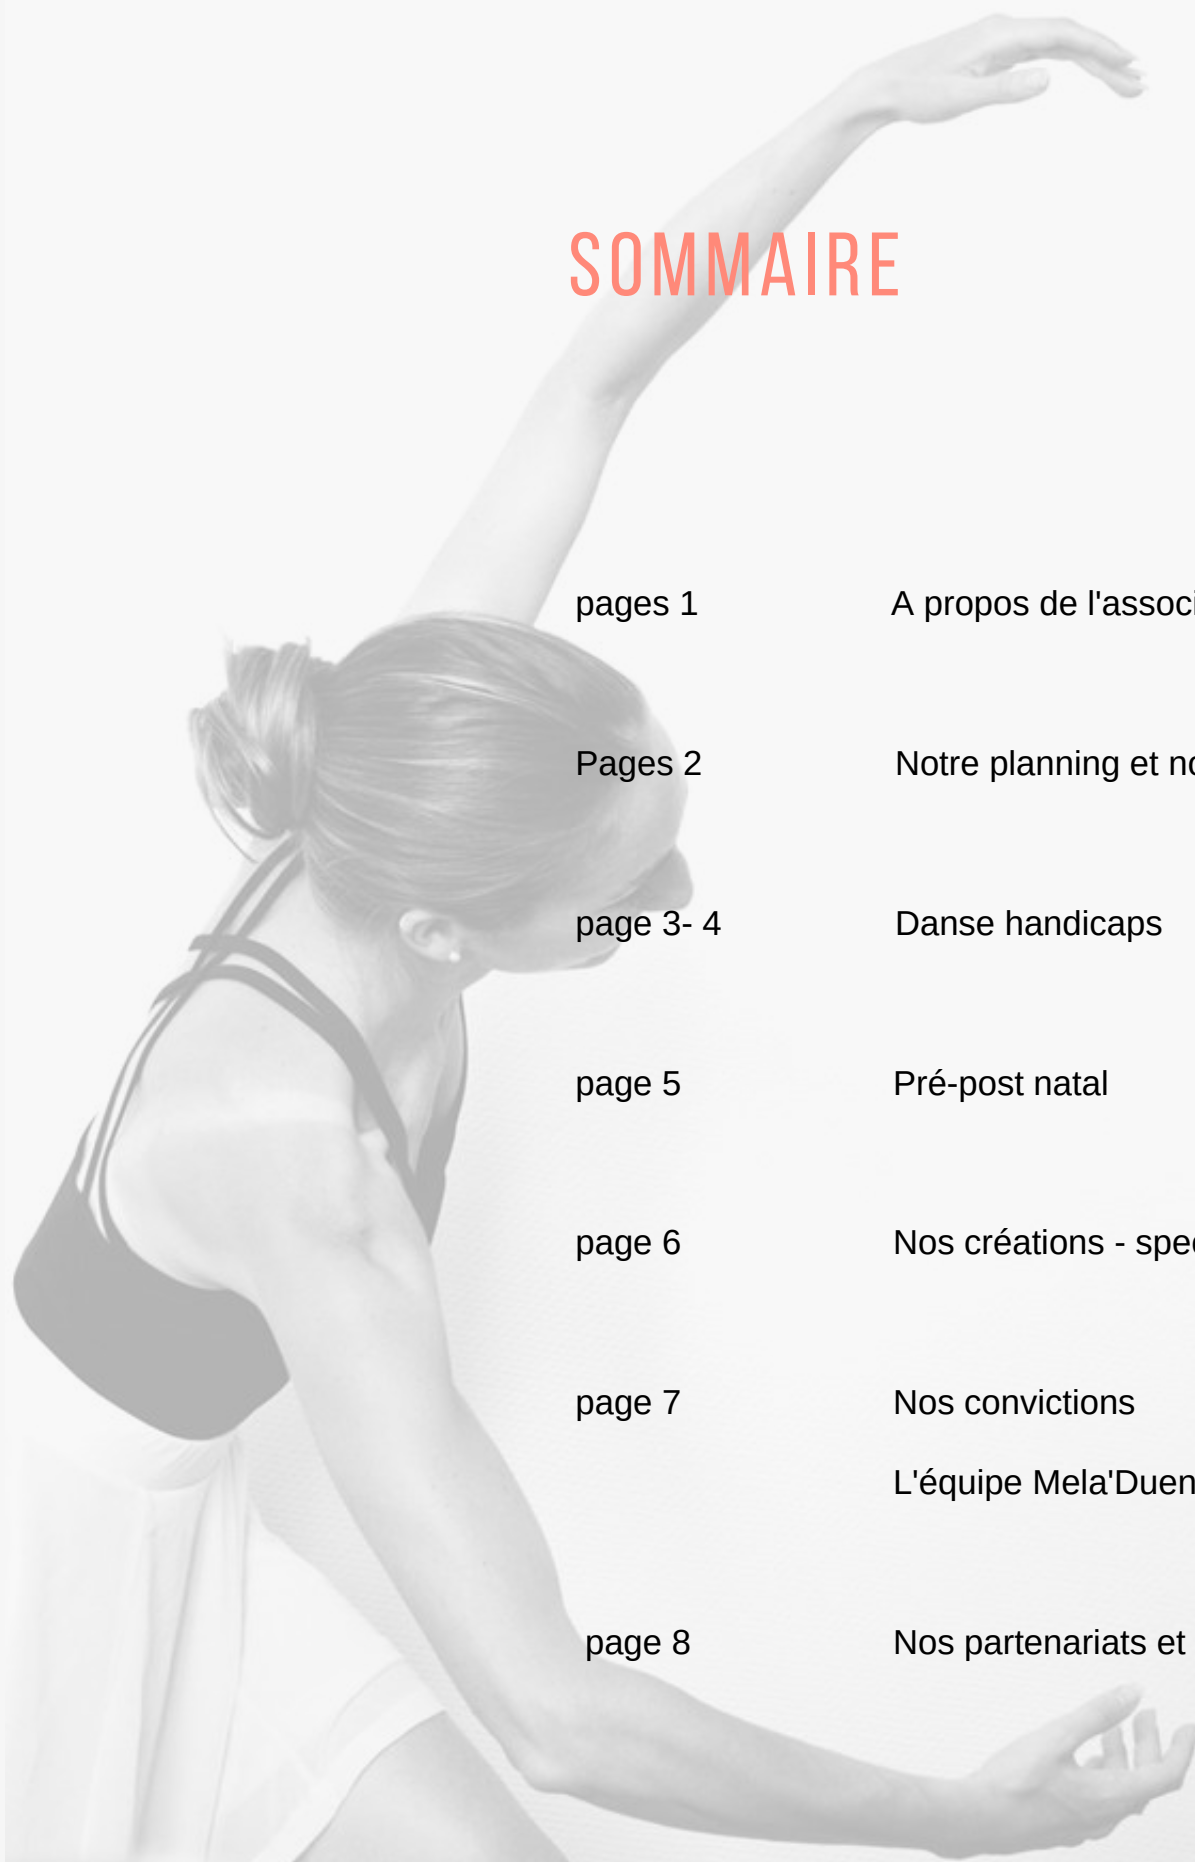 SOMMAIRE
pages 1 A propos de l'associ
Pages 2 Notre planning et no
page 3- 4 Danse handicaps
page 5 Pré-post natal
page 6 Nos créations - spec
page 7 Nos convictions
L'équipe Mela'Duen
page 8 Nos partenariats et